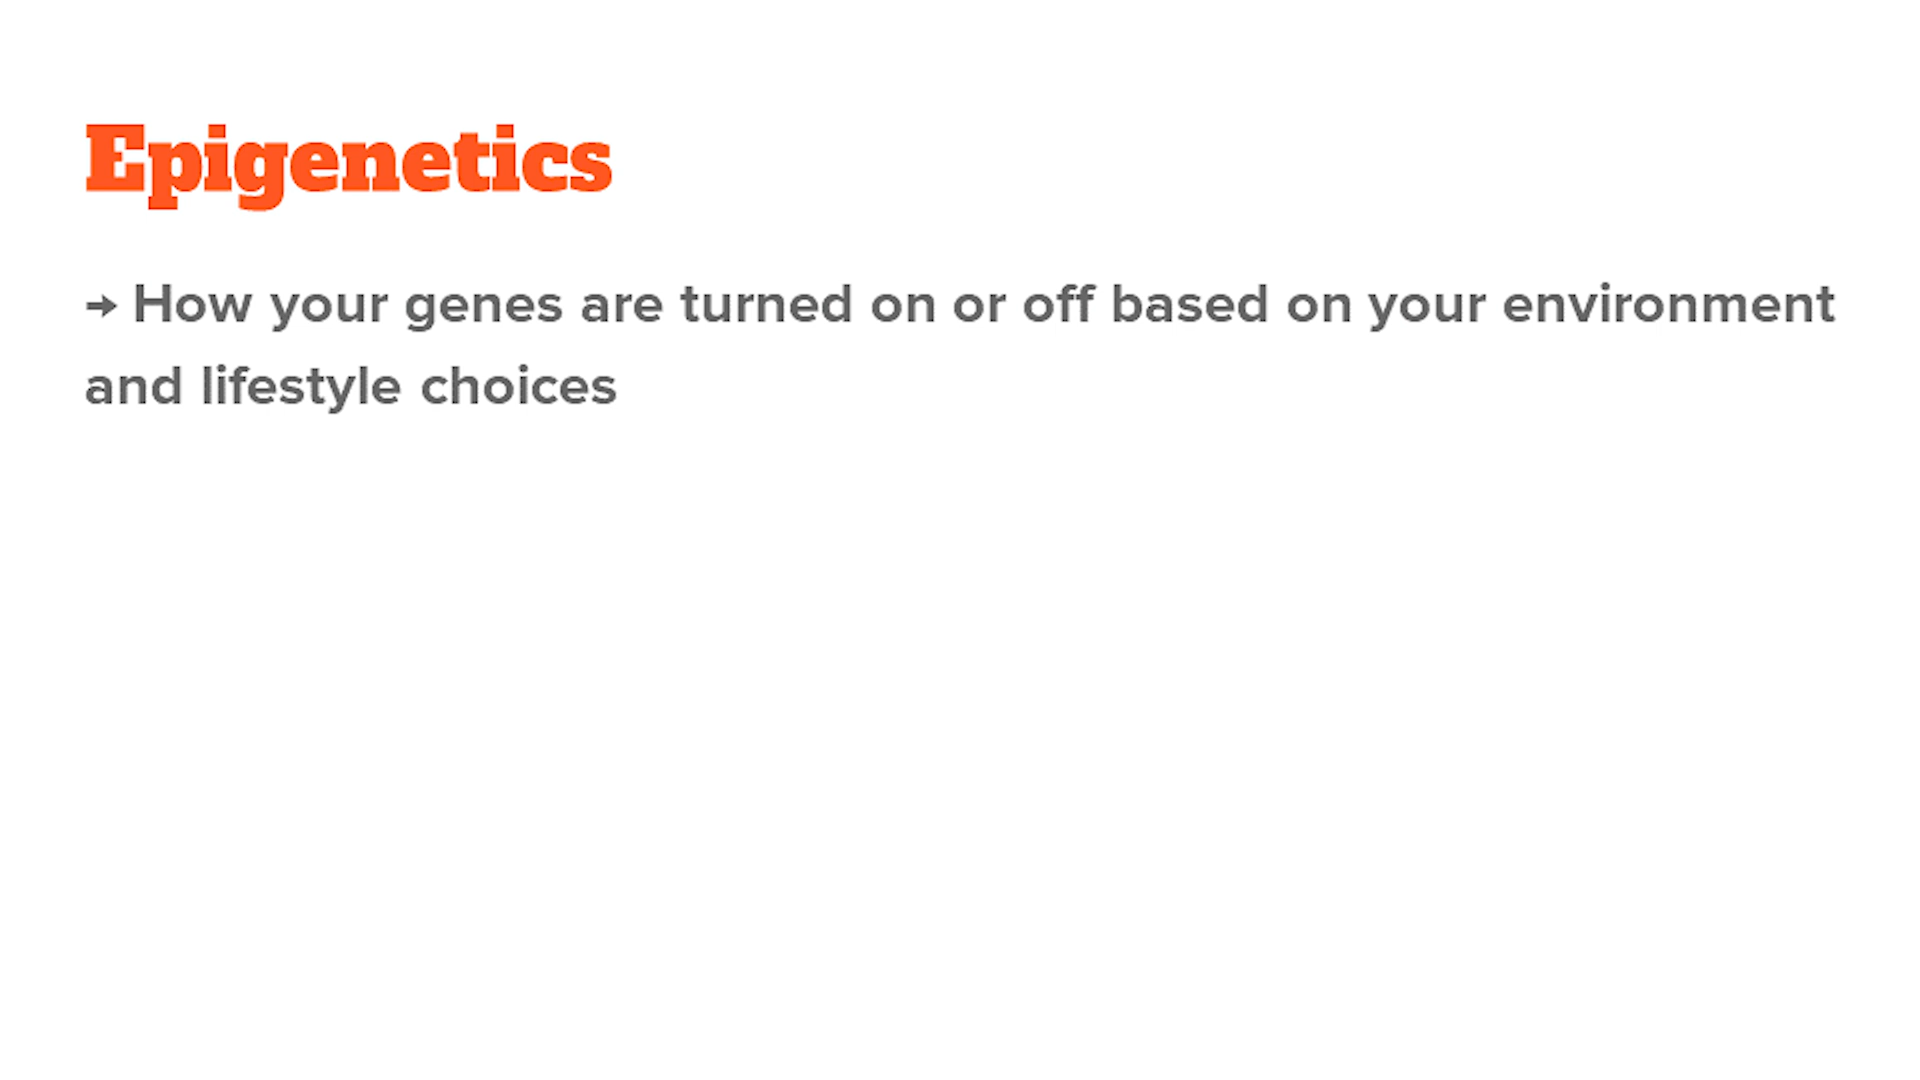 Epigenetics
→ How your genes are turned on or off based on your environment
and lifestyle choices